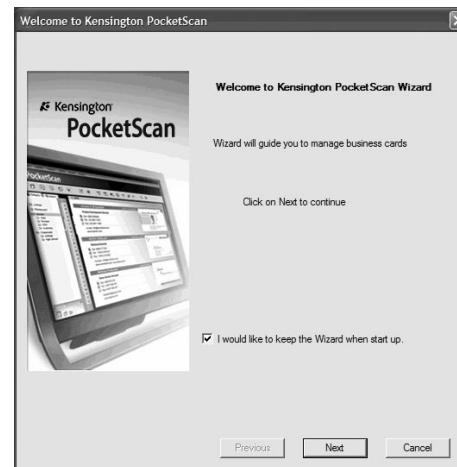 Welcome to Kensington PocketScan
Kensington
PocketScan
Welcome to Kensington PocketScan Wizard
Wizard will guide you to manage business cards
Click on Next to continue
I would like to keep the Wizard when start up.
Previous
Next
Cancel